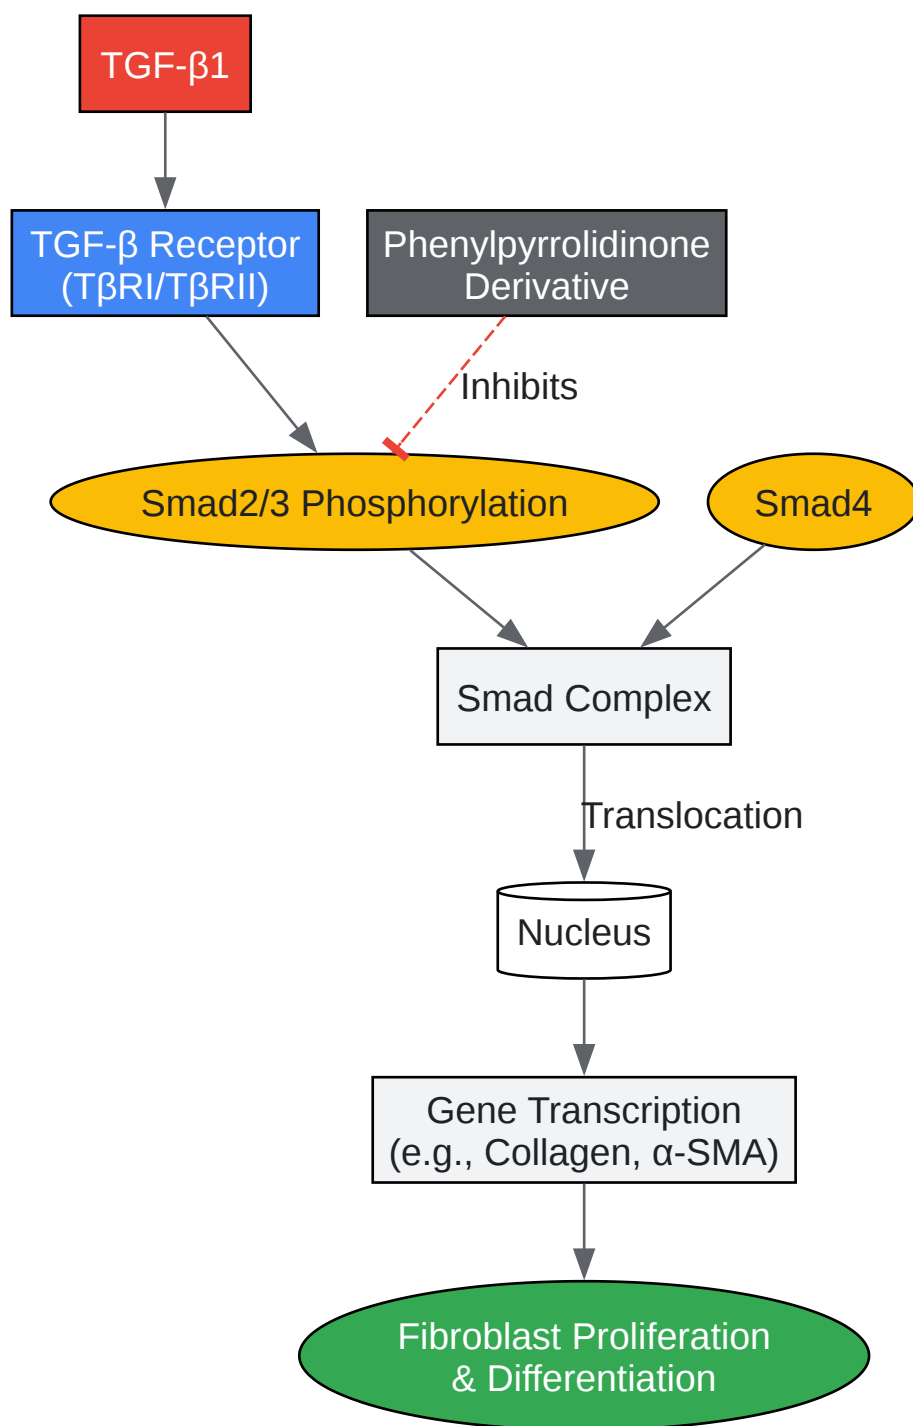 TGF-β1
TGF-β Receptor
(TβRI/TβRII)
Phenylpyrrolidinone
Derivative
Inhibits
Smad2/3 Phosphorylation
Smad4
Smad Complex
Translocation
Nucleus
Gene Transcription
(e.g., Collagen, α-SMA)
Fibroblast Proliferation
& Differentiation